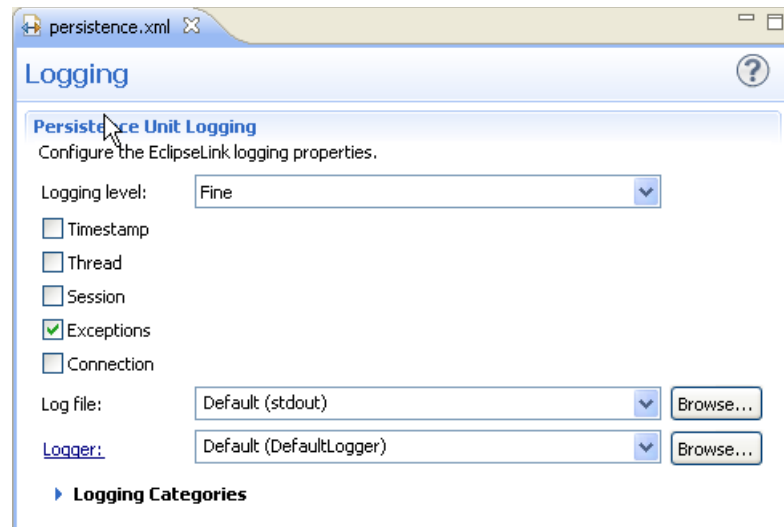 persistence.xml
Logging
?
Persistence Unit Logging
Configure the EclipseLink logging properties.
Logging level: Fine
Timestamp
Thread
Session
Exceptions
Connection
Log file: Default (stdout) Browse...
Logger: Default (DefaultLogger) Browse...
Logging Categories